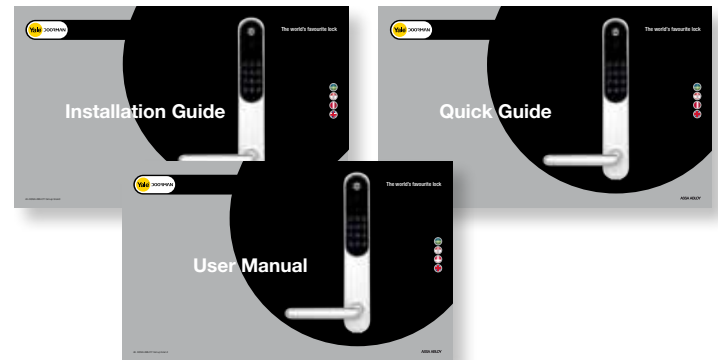 Yale DOORMAN
The world's favourite lock
Installation Guide
Yale DOORMAN
The world's favourite lock
Quick Guide
ASSA ABLOY
Yale DOORMAN
The world's favourite lock
User Manual
ASSA ABLOY